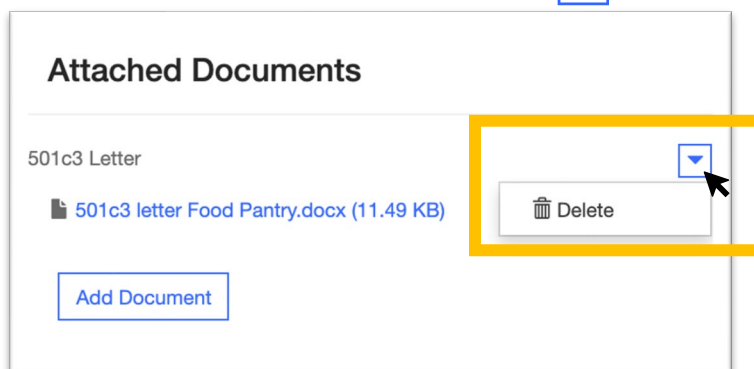 Attached Documents
501c3 Letter
501c3 letter Food Pantry.docx (11.49 KB)
Delete
Add Document